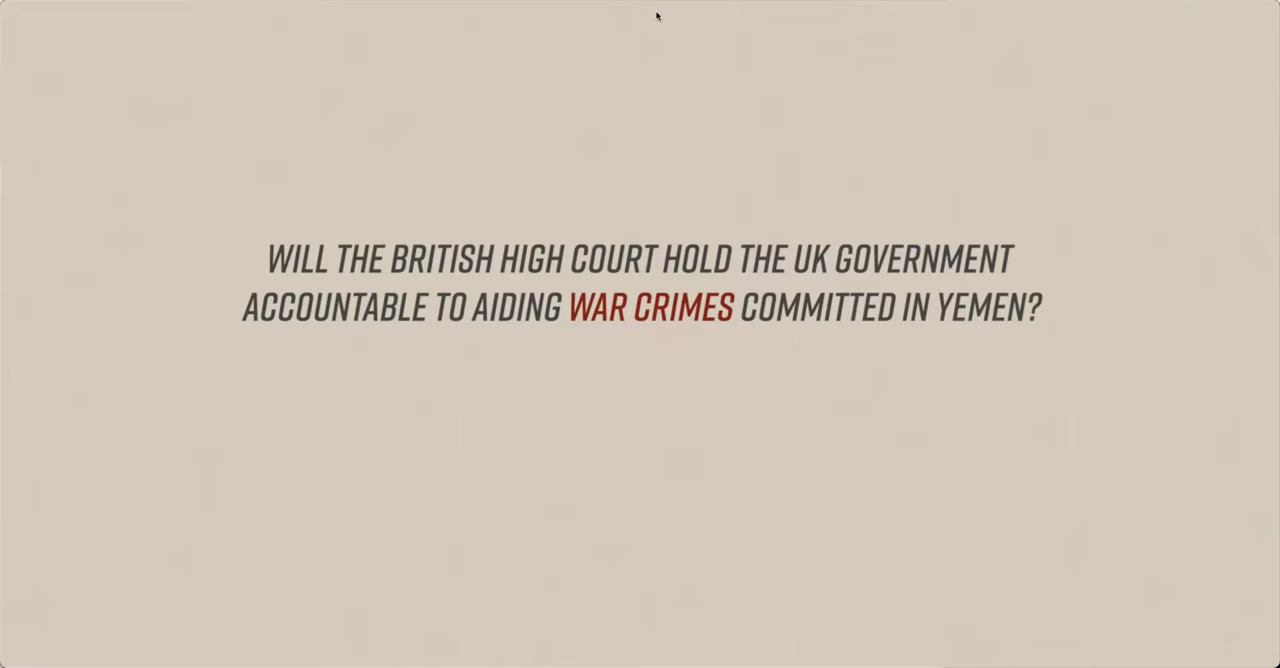 WILL THE BRITISH HIGH COURT HOLD THE UK GOVERNMENT
ACCOUNTABLE TO AIDING WAR CRIMES COMMITTED IN YEMEN?